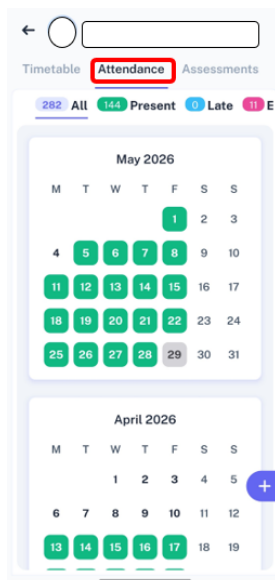 Timetable Attendance Assessments
282 All 144 Present 0 Late 11 E
May 2026
M T W T F S S
1 2 3
4 5 6 7 8 9 10
11 12 13 14 15 16 17
18 19 20 21 22 23 24
25 26 27 28 29 30 31
April 2026
M T W T F S S
1 2 3 4 5
6 7 8 9 10 11 12
13 14 15 16 17 18 19